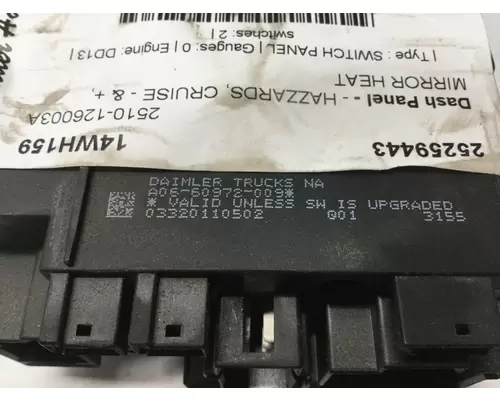 25259443
14WH159
2510-126003A
Dash Panel - - HAZZARDS, CRUISE - & +,
MIRROR HEAT
| Type : SWITCH PANEL | Gauges: 0 | Engine: DD13 |
switches: 2 |
DAIMLER TRUCKS NA
A06-60972-009*
* VALID UNLESS SW IS UPGRADED
03320110502 Q01 3155